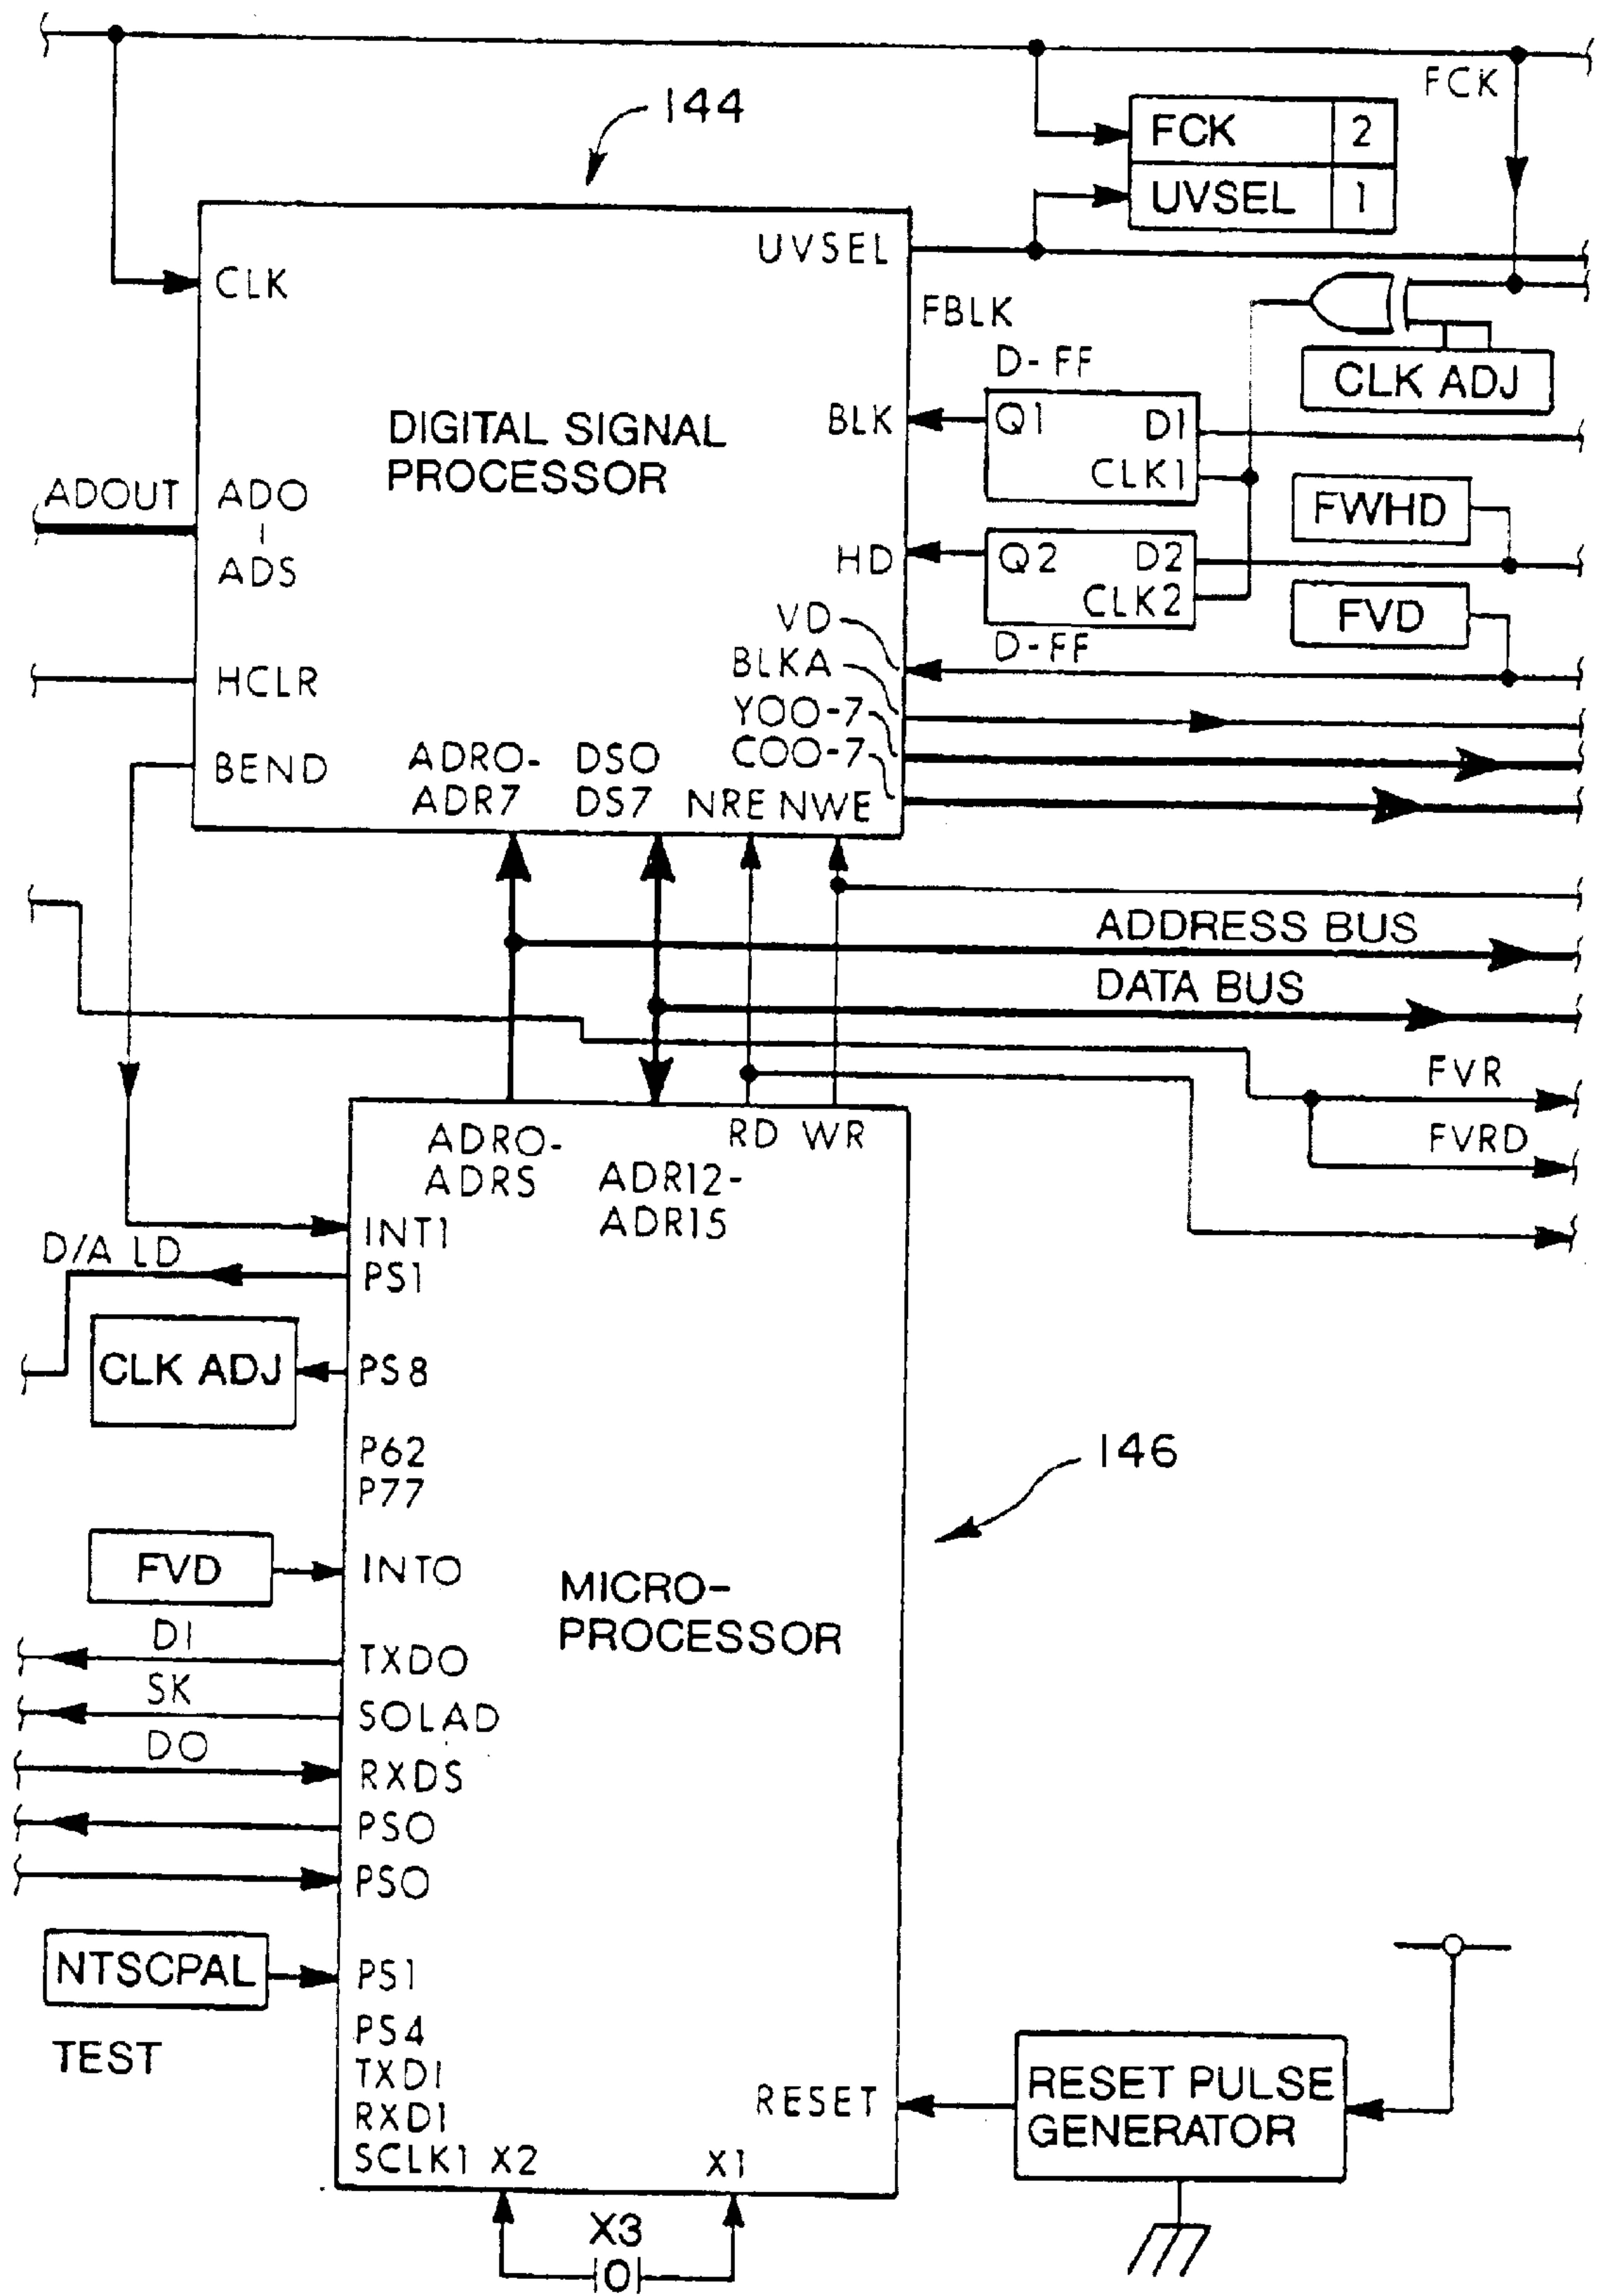 FCK
144
FCK 2
UVSEL 1
UVSEL
CLK
FBLK
D-FF
CLK ADJ
DIGITAL SIGNAL
PROCESSOR
BLK
Q1 D1
CLK1
ADOUT
ADO
ADS
FWHD
HD
Q2 D2
CLK2
FVD
D-FF
VD
BLKA
YOO-7
COO-7
HCLR
BEND
ADRO-
ADR7
DSO
DS7
NRE NWE
ADDRESS BUS
DATA BUS
FVR
FVRD
RD WR
ADRO-
ADRS
ADR12-
ADR15
INT1
D/A LD
PS1
CLK ADJ
PS8
P62
P77
146
FVD
INTO
MICRO-
PROCESSOR
DI
TXDO
SK
SOLAD
DO
RXDS
PSO
PSO
NTSCPAL
PS1
TEST
PS4
TXD1
RXD1
SCLK1 X2
X1
RESET
RESET PULSE
GENERATOR
X3